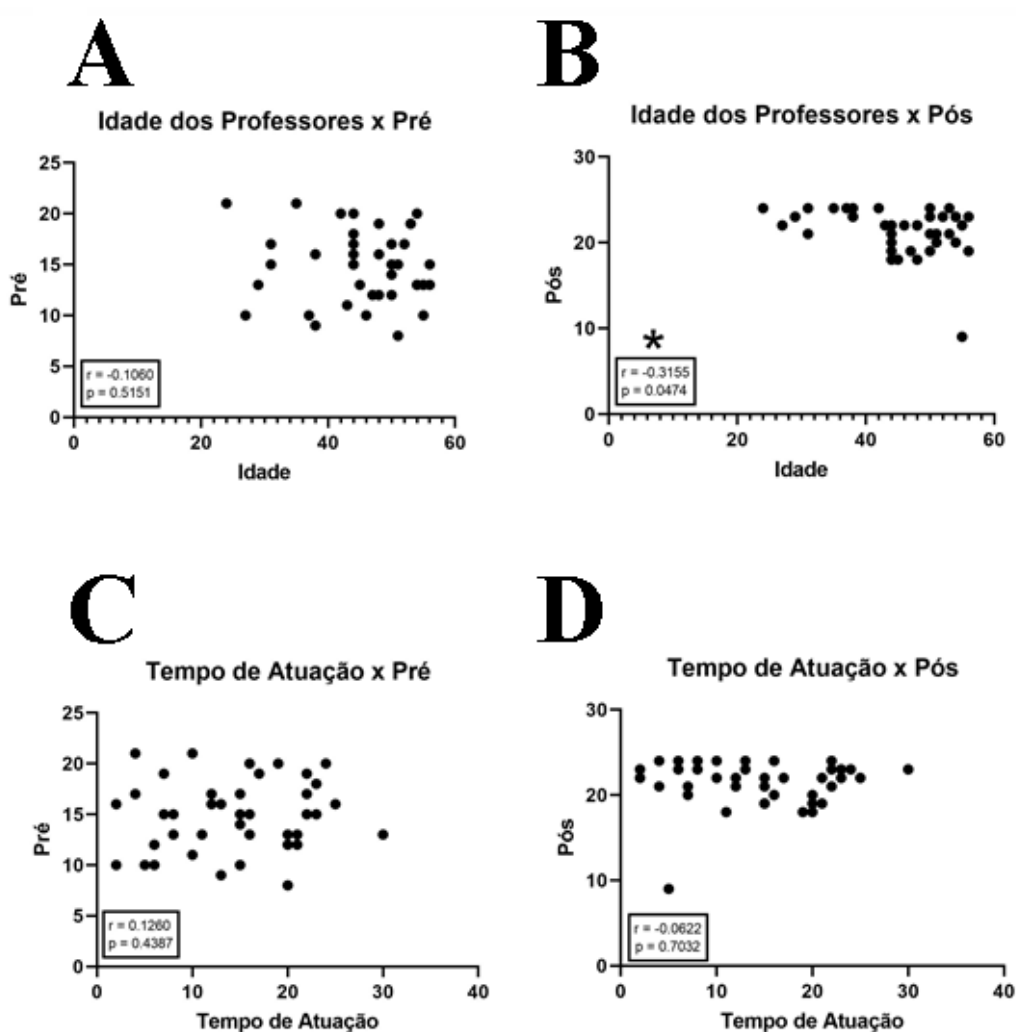 A
Idade dos Professores x Pré
Pré
25
20
15
10
5
0
r = -0.1060
p = 0.5151
0 20 40 60
Idade
B
Idade dos Professores x Pós
Pós
30
20
10
0
*
r = -0.3155
p = 0.0474
0 20 40 60
Idade
C
Tempo de Atuação x Pré
Pré
25
20
15
10
5
0
r = 0.1260
p = 0.4387
0 10 20 30 40
Tempo de Atuação
D
Tempo de Atuação x Pós
Pós
30
20
10
0
r = -0.0622
p = 0.7032
0 10 20 30 40
Tempo de Atuação